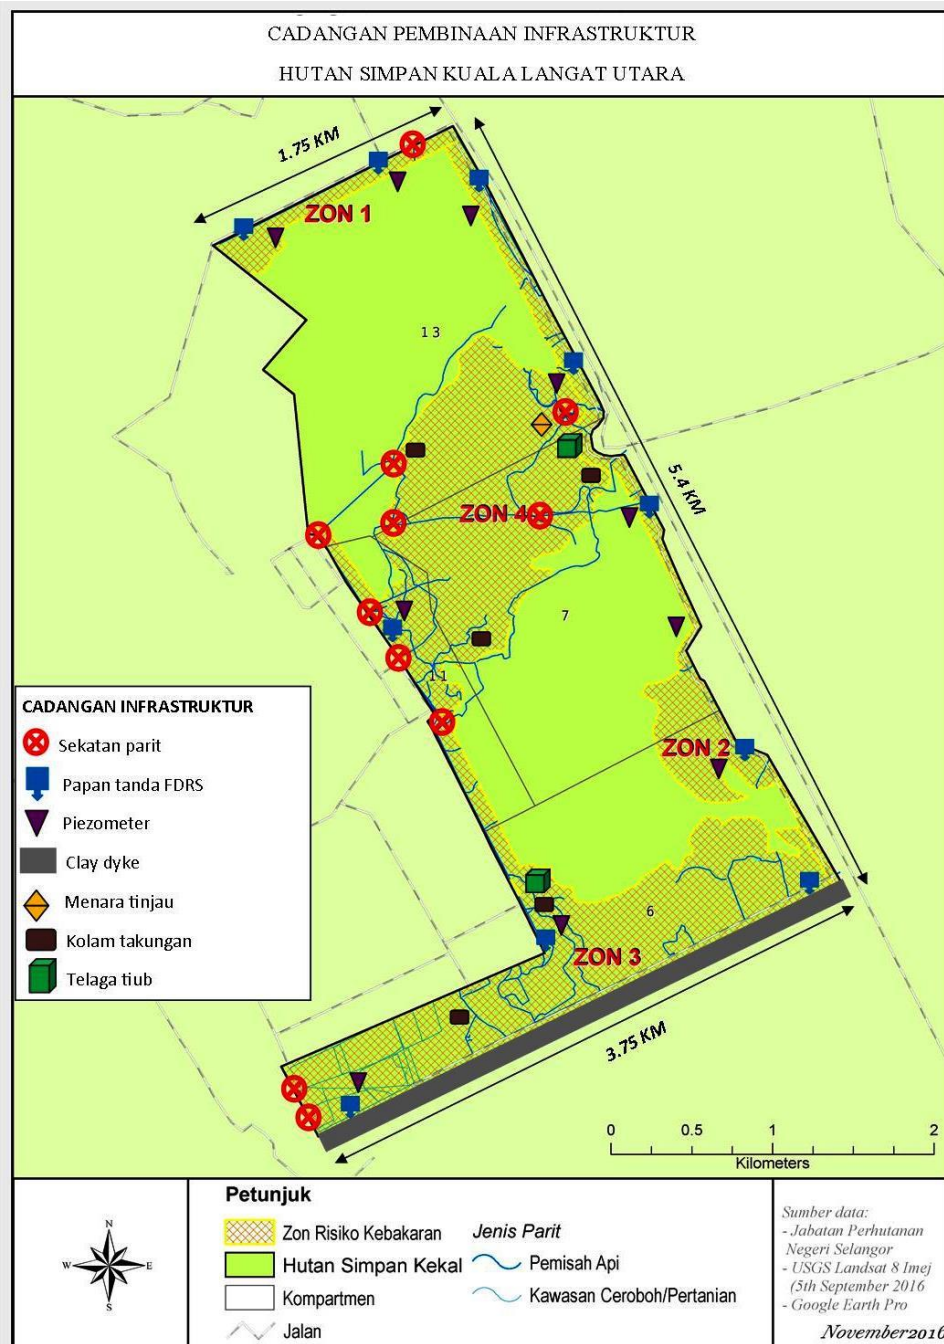 CADANGAN PEMBINAAN INFRASTRUKTUR
HUTAN SIMPAN KUALA LANGAT UTARA
1.75 KM
ZON 1
13
5.4 KM
ZON 4
7
11
ZON 2
6
ZON 3
3.75 KM
CADANGAN INFRASTRUKTUR
Sekatan parit
Papan tanda FDRS
Piezometer
Clay dyke
Menara tinjau
Kolam takungan
Telaga tiub
0 0.5 1 2
Kilometers
N
W E
S
Petunjuk
Zon Risiko Kebakaran
Hutan Simpan Kekal
Kompartmen
Jalan
Jenis Parit
Pemisah Api
Kawasan Ceroboh/Pertanian
Sumber data:
- Jabatan Perhutanan
Negeri Selangor
- USGS Landsat 8 Imej
(5th September 2016
- Google Earth Pro
November2016